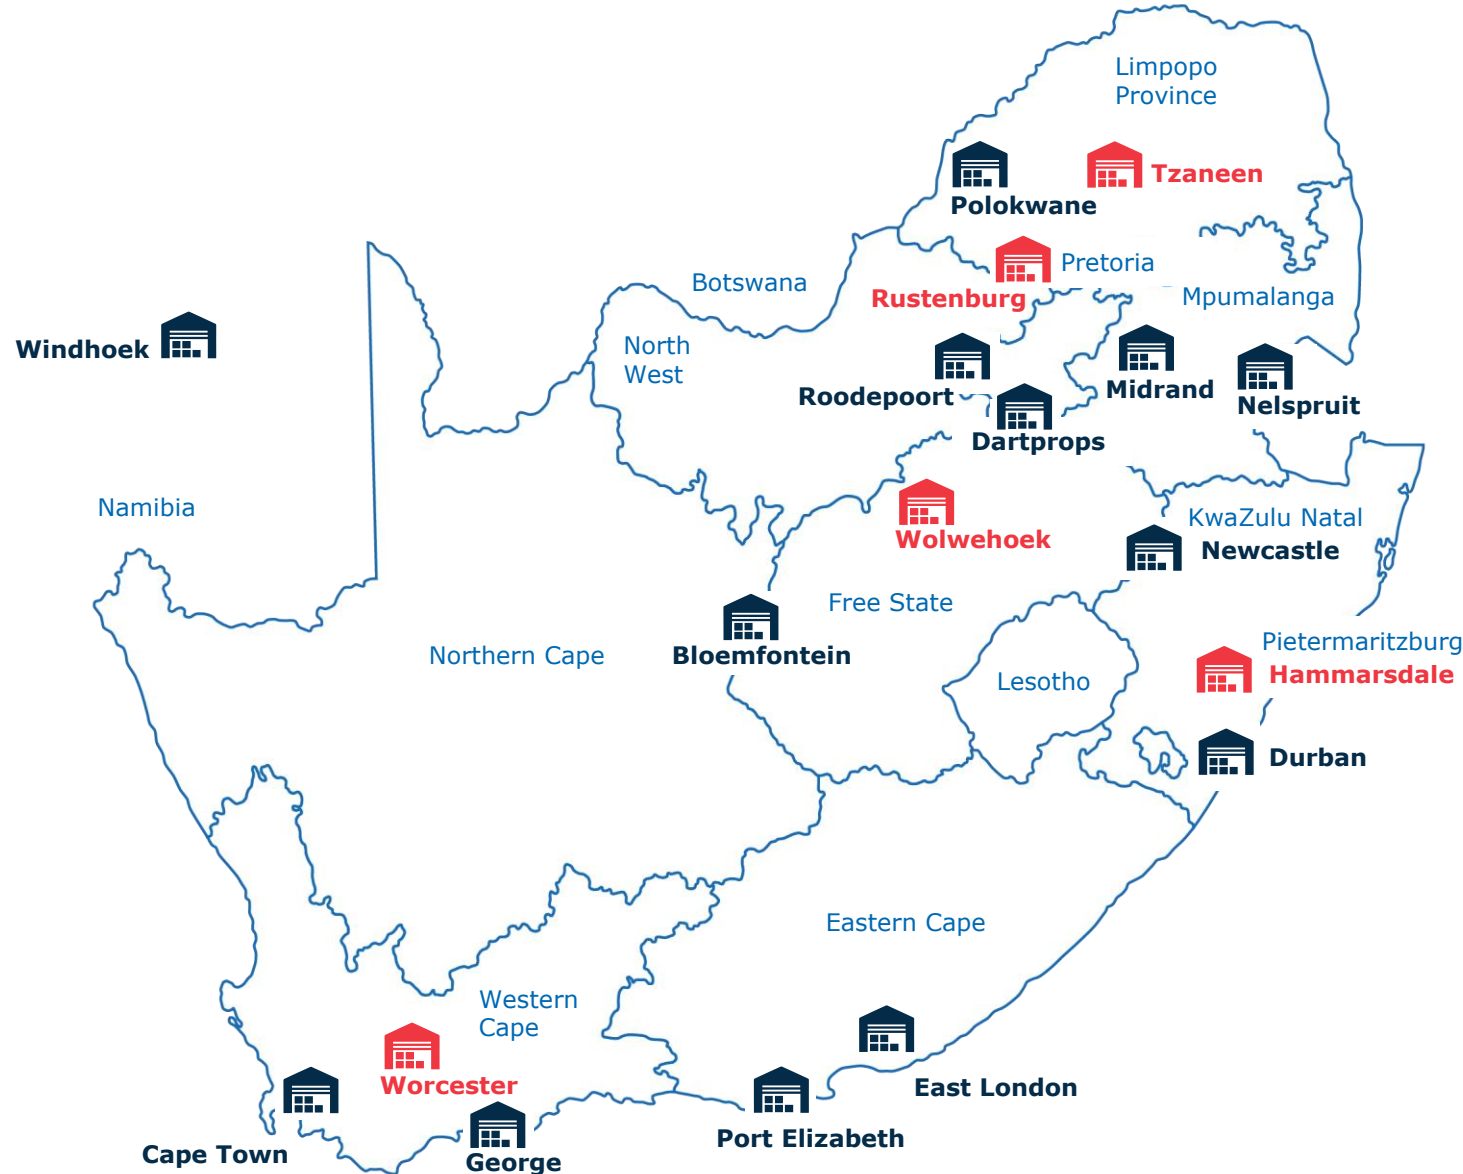 Limpopo
Province
Tzaneen
Polokwane
Pretoria
Botswana
Rustenburg
Mpumalanga
Windhoek
North
West
Roodepoort
Midrand
Nelspruit
Dartprops
Namibia
KwaZulu Natal
Wolwehoek
Newcastle
Free State
Pietermaritzburg
Northern Cape
Bloemfontein
Hammarsdale
Lesotho
Durban
Eastern Cape
Western
Cape
Worcester
East London
Port Elizabeth
Cape Town
George